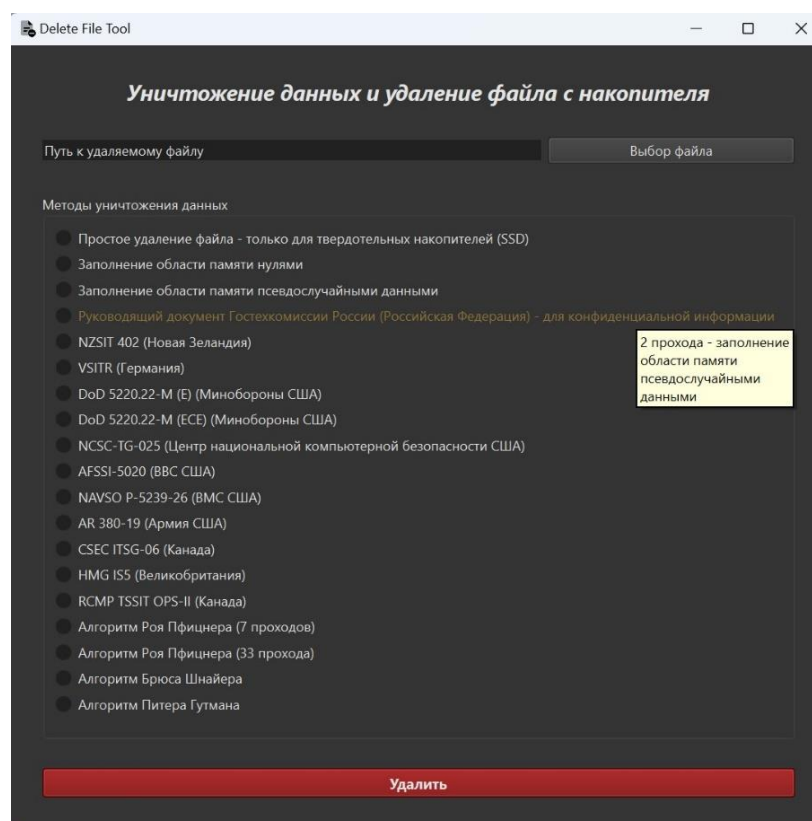 Delete File Tool
Уничтожение данных и удаление файла с накопителя
Путь к удаляемому файлу
Выбор файла
Методы уничтожения данных
Простое удаление файла - только для твердотельных накопителей (SSD)
Заполнение области памяти нулями
Заполнение области памяти псевдослучайными данными
Руководящий документ Гостехкомиссии России (Российская Федерация) - для конфиденциальной информации
2 прохода - заполнение
области памяти
псевдослучайными
данными
NZSIT 402 (Новая Зеландия)
VSITR (Германия)
DoD 5220.22-M (E) (Минобороны США)
DoD 5220.22-M (ECE) (Минобороны США)
NCSC-TG-025 (Центр национальной компьютерной безопасности США)
AFSSI-5020 (ВВС США)
NAVSO P-5239-26 (ВМС США)
AR 380-19 (Армия США)
CSEC ITSG-06 (Канада)
HMG IS5 (Великобритания)
RCMP TSSIT OPS-II (Канада)
Алгоритм Роя Пфицнера (7 проходов)
Алгоритм Роя Пфицнера (33 прохода)
Алгоритм Брюса Шнайера
Алгоритм Питера Гутмана
Удалить